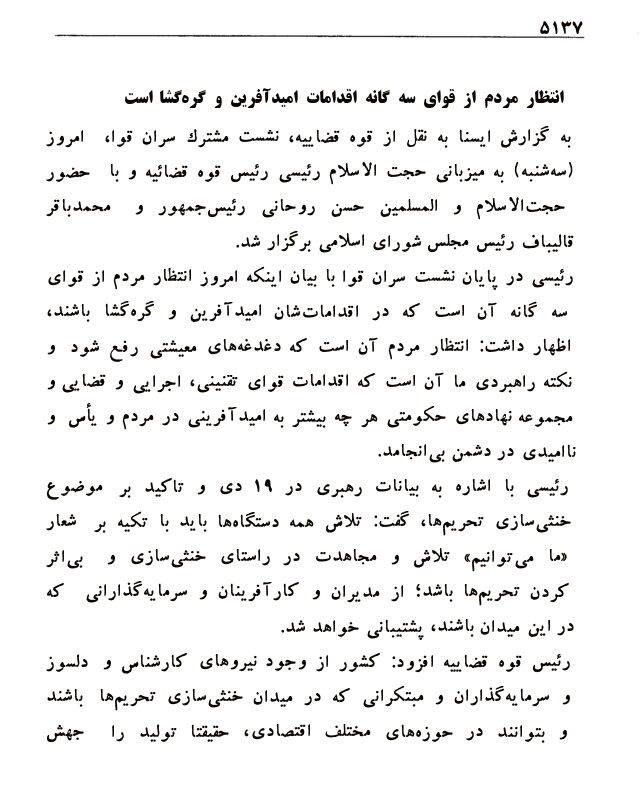 ۵۱۳۷
انتظار مردم از قوای سه گانه اقدامات امیدآفرین و گره‌گشا است
به گزارش ایسنا به نقل از قوه قضاییه، نشست مشترك سران قوا، امروز
(سه‌شنبه) به میزبانی حجت الاسلام رئیسی رئیس قوه قضائیه و با حضور
حجت‌الاسلام و المسلمین حسن روحانی رئیس‌جمهور و محمدباقر
قالیباف رئیس مجلس شورای اسلامی برگزار شد.
رئیسی در پایان نشست سران قوا با بیان اینکه امروز انتظار مردم از قوای
سه گانه آن است که در اقدامات‌شان امیدآفرین و گره‌گشا باشند،
اظهار داشت: انتظار مردم آن است که دغدغه‌های معیشتی رفع شود و
نکته راهبردی ما آن است که اقدامات قوای تقنینی، اجرایی و قضایی و
مجموعه نهادهای حکومتی هر چه بیشتر به امیدآفرینی در مردم و یأس و
ناامیدی در دشمن بی‌انجامد.
رئیسی با اشاره به بیانات رهبری در ۱۹ دی و تاکید بر موضوع
خنثی‌سازی تحریم‌ها، گفت: تلاش همه دستگاه‌ها باید با تکیه بر شعار
«ما می‌توانیم» تلاش و مجاهدت در راستای خنثی‌سازی و بی‌اثر
کردن تحریم‌ها باشد؛ از مدیران و کارآفرینان و سرمایه‌گذارانی که
در این میدان باشند، پشتیبانی خواهد شد.
رئیس قوه قضاییه افزود: کشور از وجود نیروهای کارشناس و دلسوز
و سرمایه‌گذاران و مبتکرانی که در میدان خنثی‌سازی تحریم‌ها باشند
و بتوانند در حوزه‌های مختلف اقتصادی، حقیقتا تولید را جهش